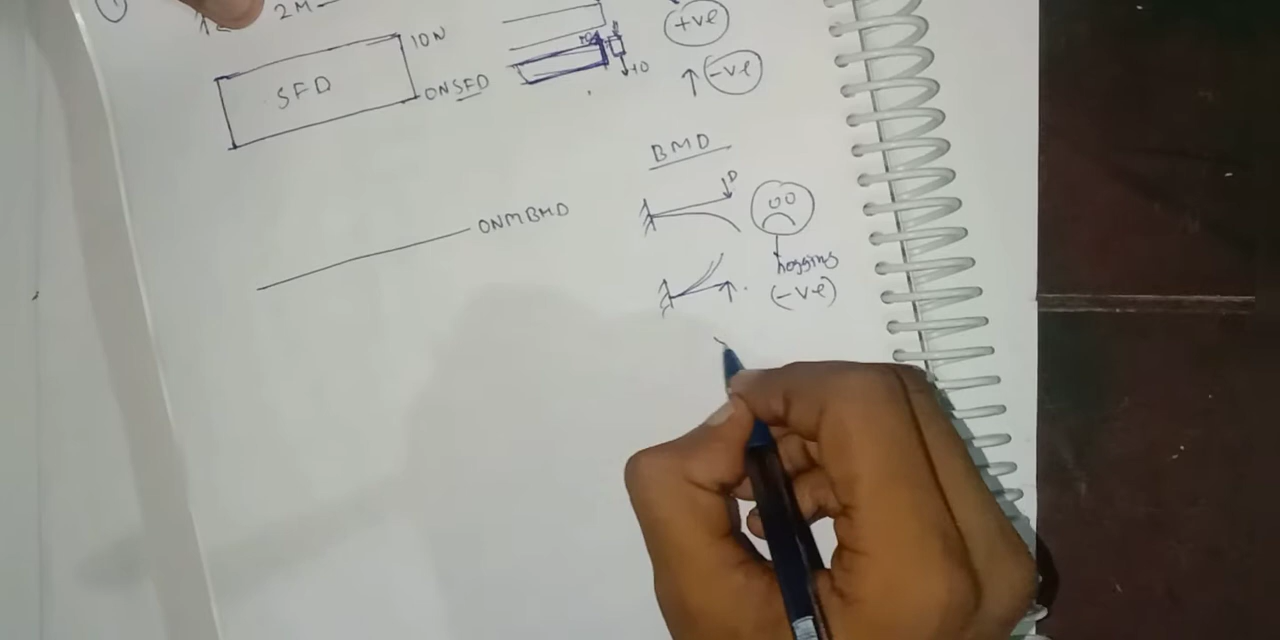 2M
10N
SFD
ONSFD
+10
+ve
-ve
BMD
P
ONMBMD
hogging
(-ve)